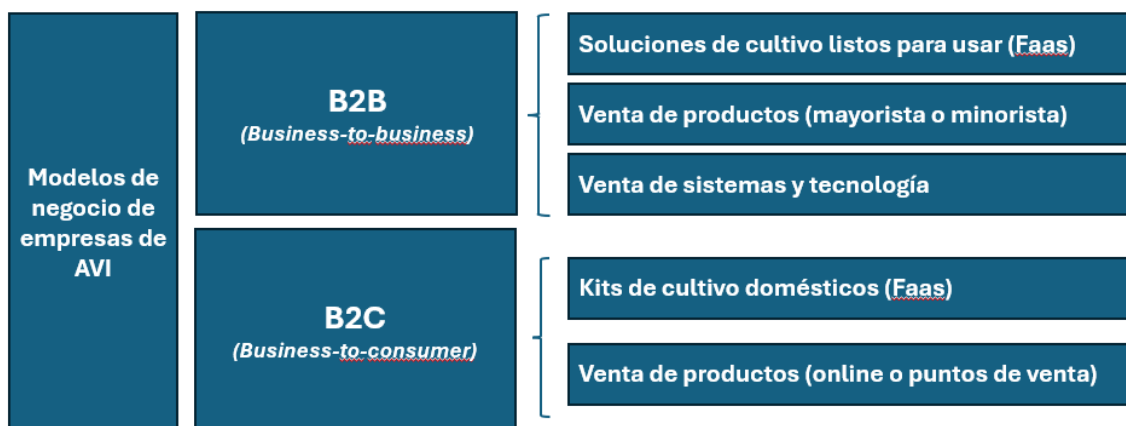 Modelos de
negocio de
empresas de
AVI
B2B
(Business-to-business)
Soluciones de cultivo listos para usar (Faas)
Venta de productos (mayorista o minorista)
Venta de sistemas y tecnología
B2C
(Business-to-consumer)
Kits de cultivo domésticos (Faas)
Venta de productos (online o puntos de venta)